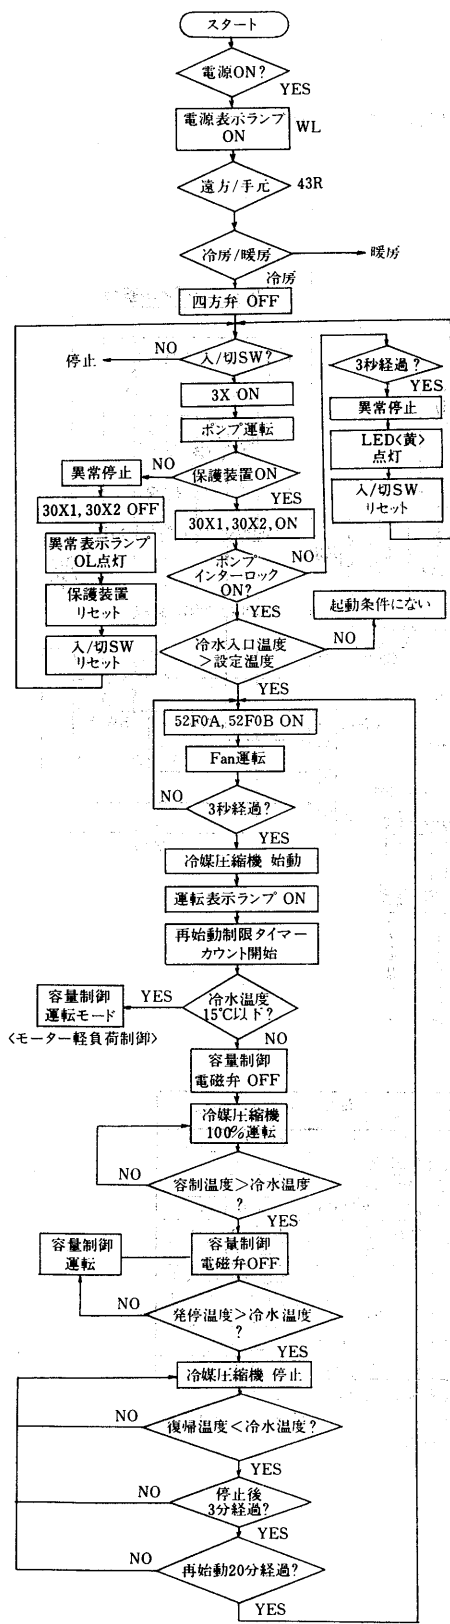 スタート
電源ON?
YES
電源表示ランプ
ON
WL
遠方/手元
43R
冷房/暖房
暖房
冷房
四方弁 OFF
入/切SW?
NO
停止
3X ON
ポンプ運転
保護装置ON
NO
YES
異常停止
30X1, 30X2 OFF
異常表示ランプ
OL点灯
保護装置
リセット
入/切SW
リセット
30X1, 30X2, ON
ポンプ
インターロック
ON?
NO
YES
3秒経過?
YES
異常停止
LED<黄>
点灯
入/切SW
リセット
冷水入口温度
>設定温度
NO
起動条件にない
YES
52F0A, 52F0B ON
Fan運転
3秒経過?
NO
YES
冷媒圧縮機 始動
運転表示ランプ ON
再始動制限タイマー
カウント開始
冷水温度
15℃以下?
YES
容量制御
運転モード
<モーター軽負荷制御>
NO
容量制御
電磁弁 OFF
冷媒圧縮機
100%運転
容制温度>冷水温度
?
NO
YES
容量制御
電磁弁OFF
容量制御
運転
発停温度>冷水温度
?
NO
YES
冷媒圧縮機 停止
復帰温度<冷水温度?
NO
YES
停止後
3分経過?
NO
YES
再始動20分経過?
NO
YES